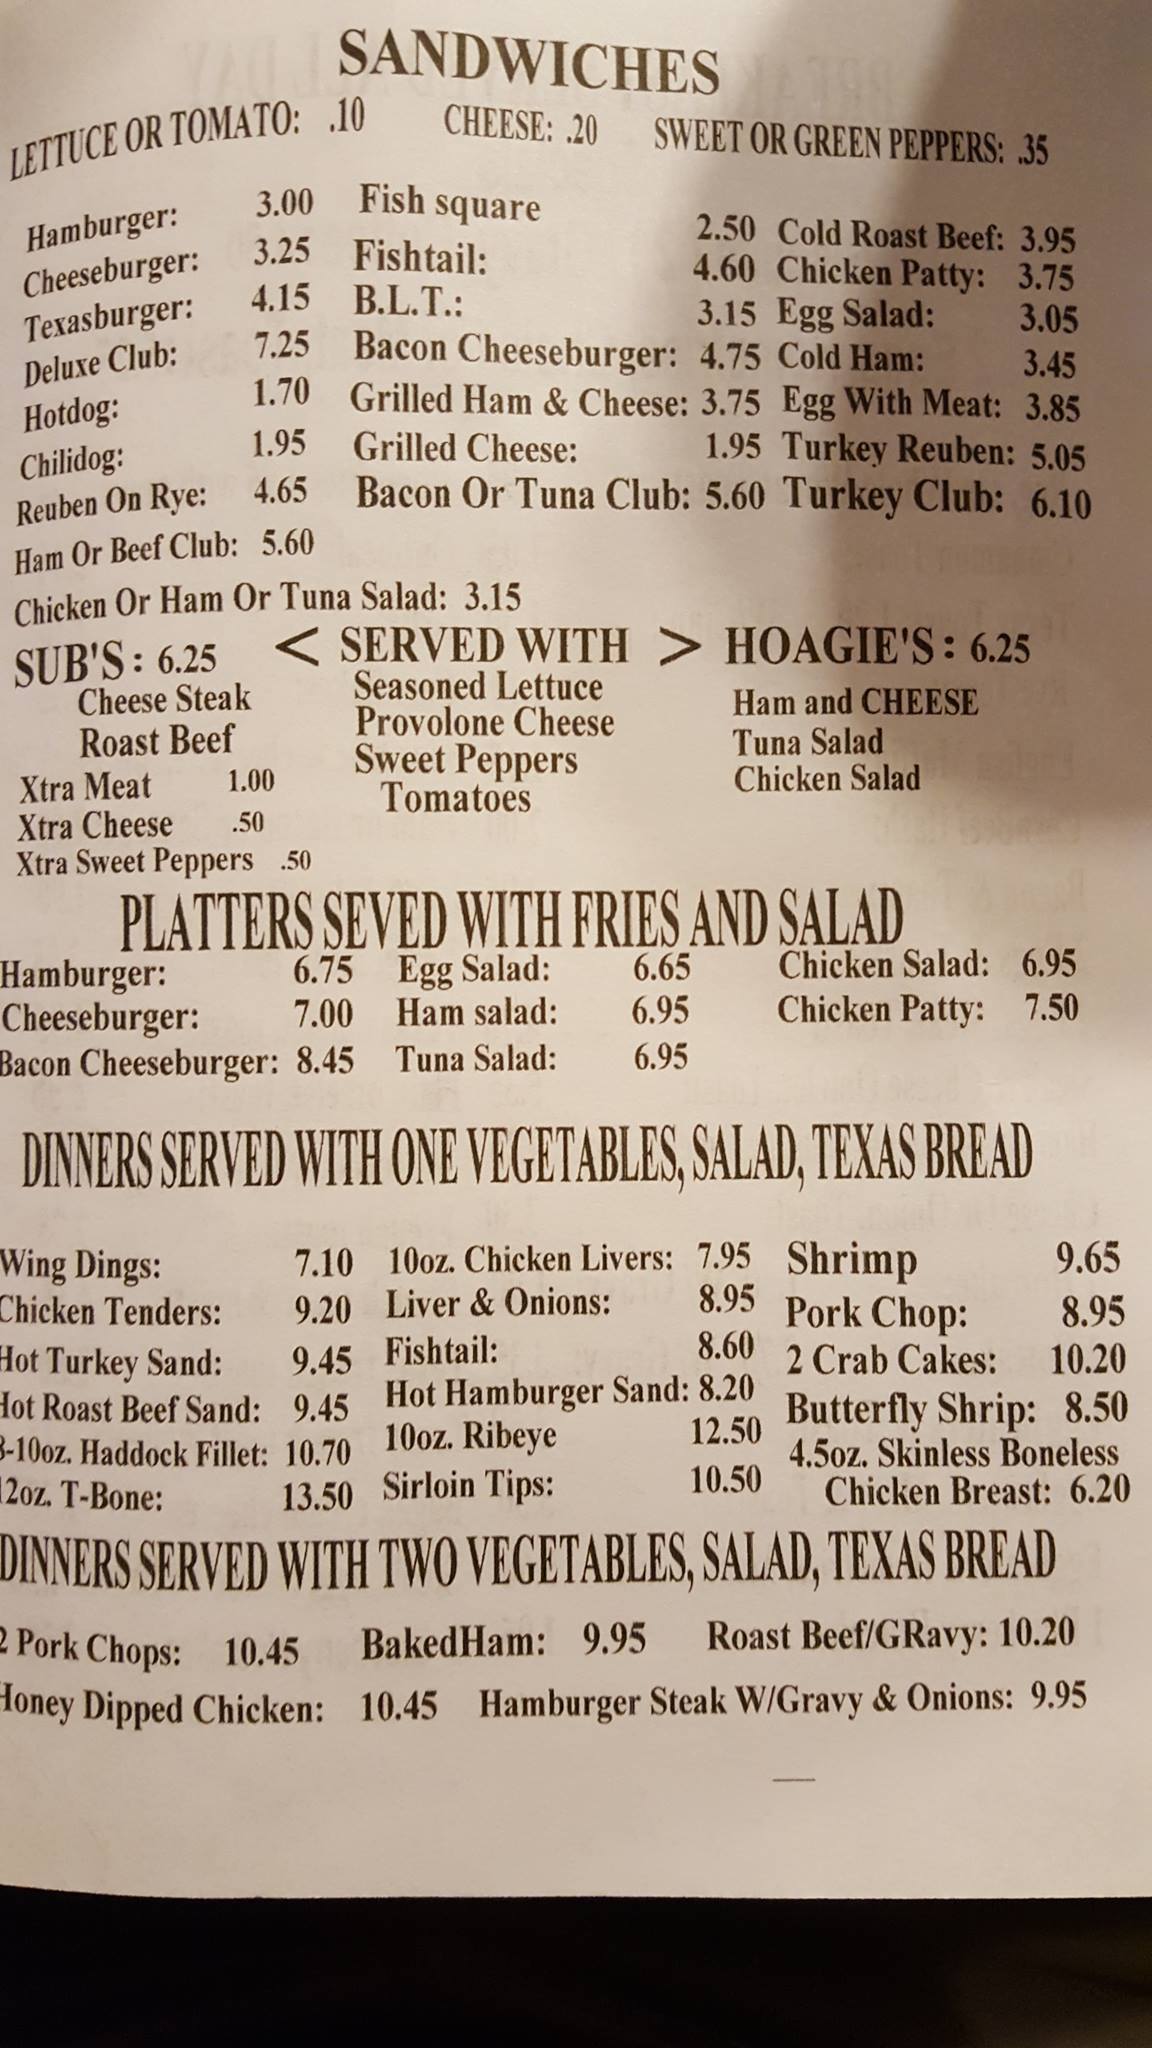 SANDWICHES
LETTUCE OR TOMATO: .10 CHEESE: .20 SWEET OR GREEN PEPPERS: .35
Hamburger: 3.00 Fish square 2.50 Cold Roast Beef: 3.95
Cheeseburger: 3.25 Fishtail: 4.60 Chicken Patty: 3.75
Texasburger: 4.15 B.L.T.: 3.15 Egg Salad: 3.05
Deluxe Club: 7.25 Bacon Cheeseburger: 4.75 Cold Ham: 3.45
Hotdog: 1.70 Grilled Ham & Cheese: 3.75 Egg With Meat: 3.85
Chilidog: 1.95 Grilled Cheese: 1.95 Turkey Reuben: 5.05
Reuben On Rye: 4.65 Bacon Or Tuna Club: 5.60 Turkey Club: 6.10
Ham Or Beef Club: 5.60
Chicken Or Ham Or Tuna Salad: 3.15
SUB'S: 6.25 < SERVED WITH > HOAGIE'S: 6.25
Cheese Steak Seasoned Lettuce Ham and CHEESE
Roast Beef Provolone Cheese Tuna Salad
Xtra Meat 1.00 Sweet Peppers Chicken Salad
Xtra Cheese .50 Tomatoes
Xtra Sweet Peppers .50
PLATTERS SEVED WITH FRIES AND SALAD
Hamburger: 6.75 Egg Salad: 6.65 Chicken Salad: 6.95
Cheeseburger: 7.00 Ham salad: 6.95 Chicken Patty: 7.50
Bacon Cheeseburger: 8.45 Tuna Salad: 6.95
DINNERS SERVED WITH ONE VEGETABLES, SALAD, TEXAS BREAD
Wing Dings: 7.10 10oz. Chicken Livers: 7.95 Shrimp 9.65
Chicken Tenders: 9.20 Liver & Onions: 8.95 Pork Chop: 8.95
Hot Turkey Sand: 9.45 Fishtail: 8.60 2 Crab Cakes: 10.20
Hot Roast Beef Sand: 9.45 Hot Hamburger Sand: 8.20 Butterfly Shrip: 8.50
8-10oz. Haddock Fillet: 10.70 10oz. Ribeye 12.50 4.5oz. Skinless Boneless
12oz. T-Bone: 13.50 Sirloin Tips: 10.50 Chicken Breast: 6.20
DINNERS SERVED WITH TWO VEGETABLES, SALAD, TEXAS BREAD
2 Pork Chops: 10.45 BakedHam: 9.95 Roast Beef/GRavy: 10.20
Honey Dipped Chicken: 10.45 Hamburger Steak W/Gravy & Onions: 9.95